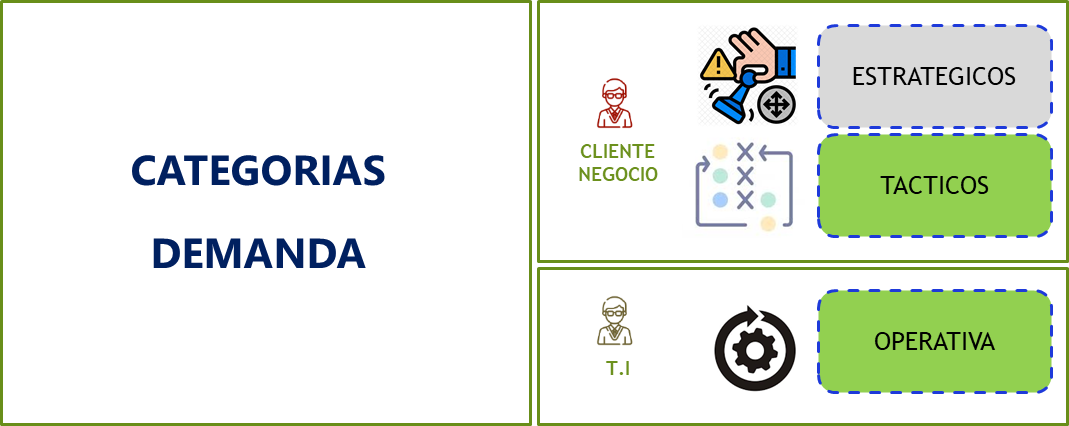 CATEGORIAS
DEMANDA
CLIENTE
NEGOCIO
ESTRATEGICOS
TACTICOS
T.I
OPERATIVA